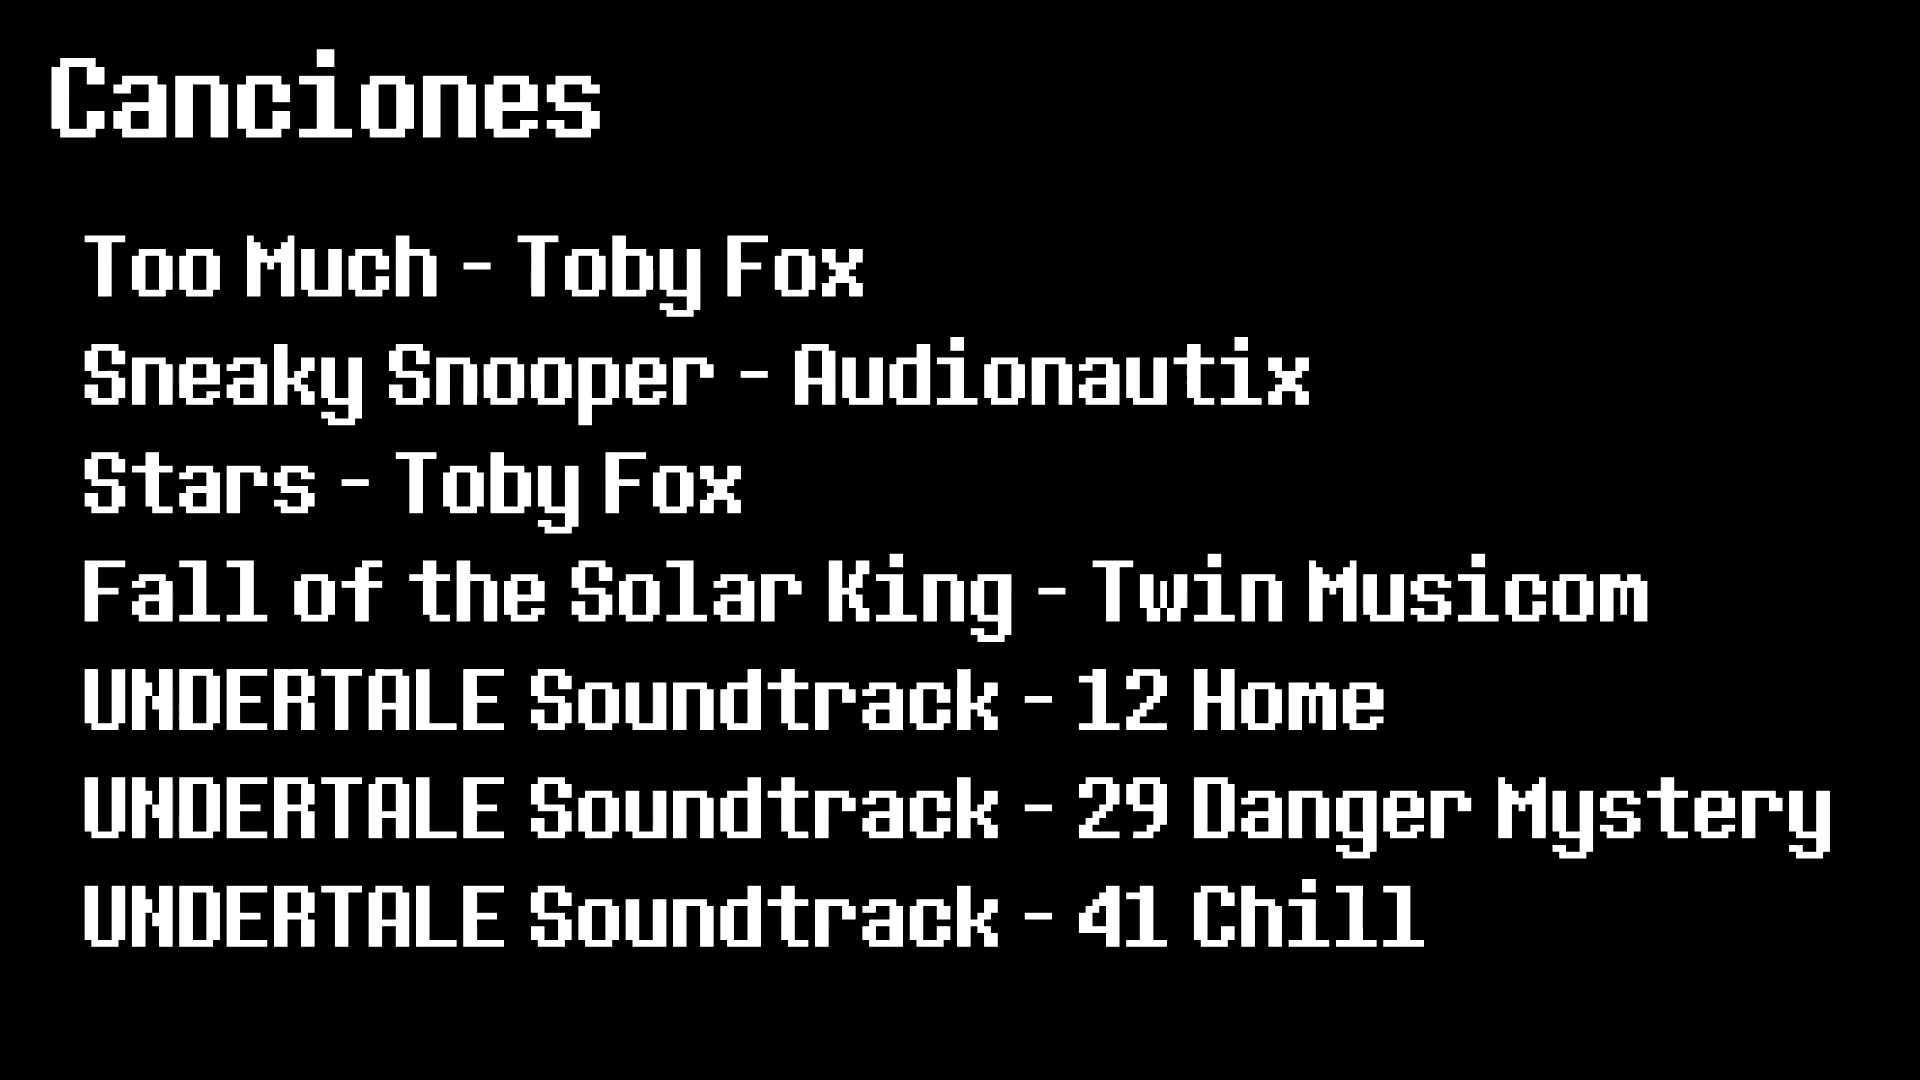 Canciones
Too Much - Toby Fox
Sneaky Snooper - Audionautix
Stars - Toby Fox
Fall of the Solar King - Twin Musicom
UNDERTALE Soundtrack - 12 Home
UNDERTALE Soundtrack - 29 Danger Mystery
UNDERTALE Soundtrack - 41 Chill